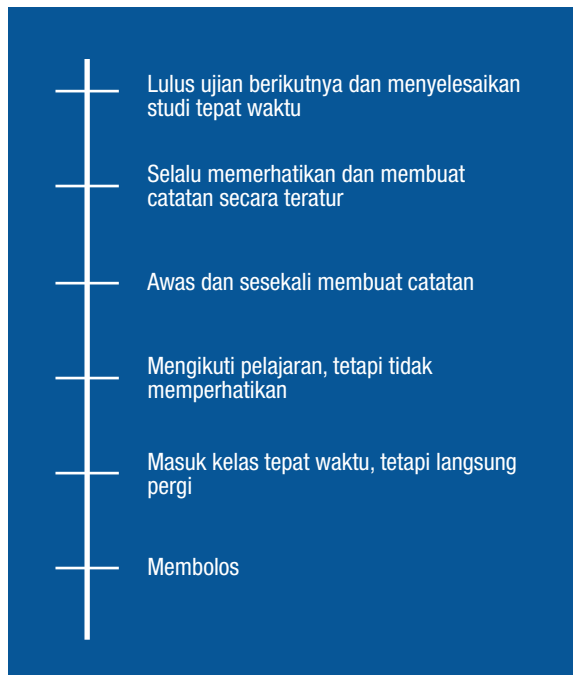 Lulus ujian berikutnya dan menyelesaikan
studi tepat waktu
Selalu memerhatikan dan membuat
catatan secara teratur
Awas dan sesekali membuat catatan
Mengikuti pelajaran, tetapi tidak
memperhatikan
Masuk kelas tepat waktu, tetapi langsung
pergi
Membolos